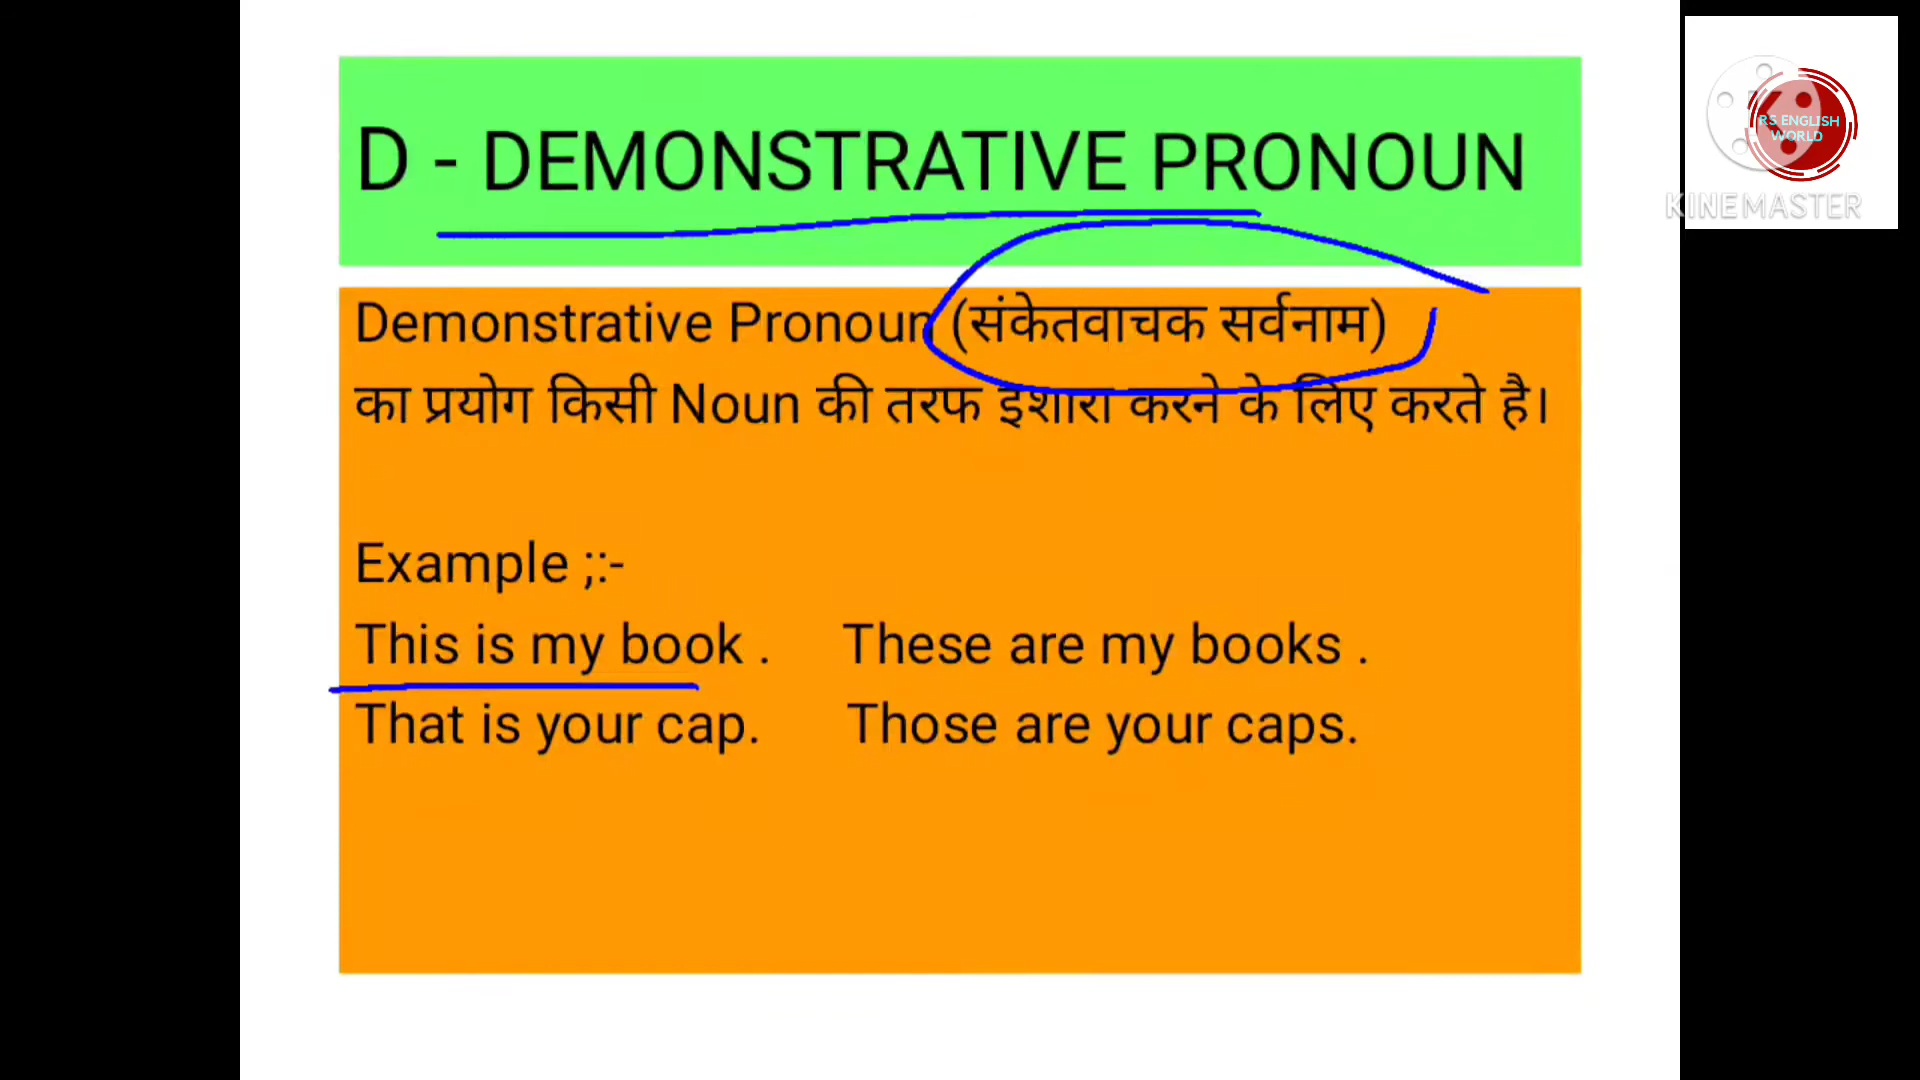 D - DEMONSTRATIVE PRONOUN
RS ENGLISH
WORLD
KINEMASTER
Demonstrative Pronoun (संकेतवाचक सर्वनाम)
का प्रयोग किसी Noun की तरफ इशारा करने के लिए करते है।
Example ;:-
This is my book . These are my books .
That is your cap. Those are your caps.